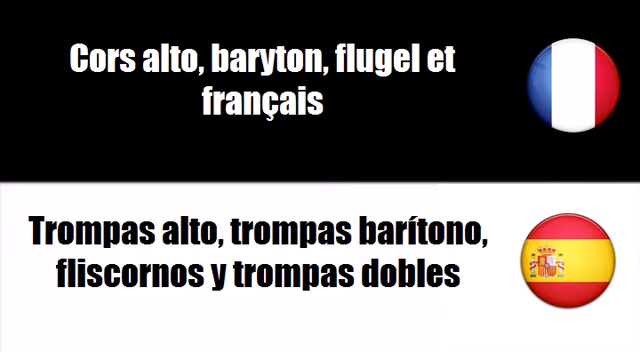 Cors alto, baryton, flugel et
français
Trompas alto, trompas barítono,
fliscornos y trompas dobles